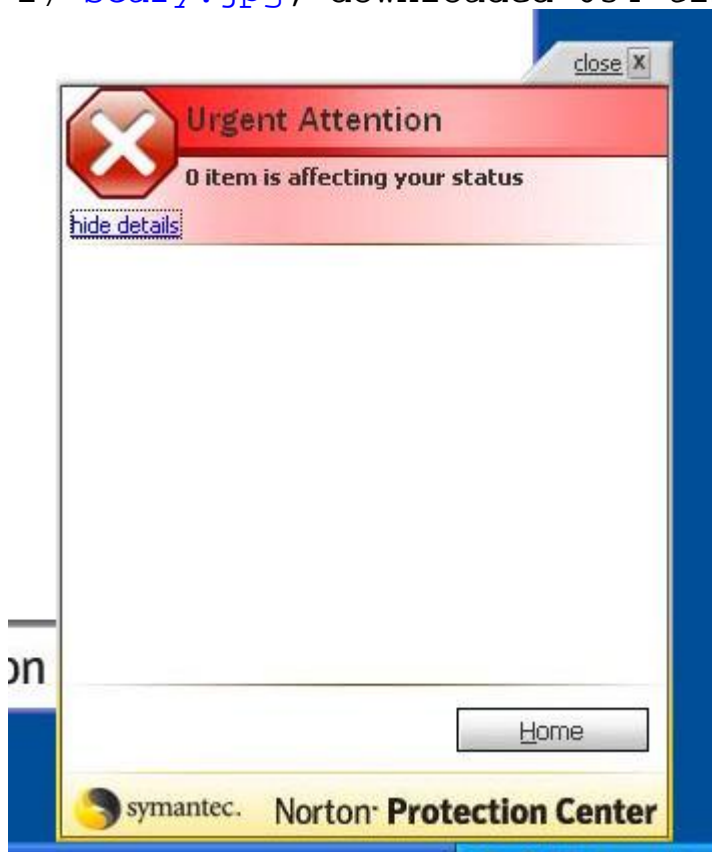 close X
Urgent Attention
0 item is affecting your status
hide details
on
Home
symantec. Norton· Protection Center